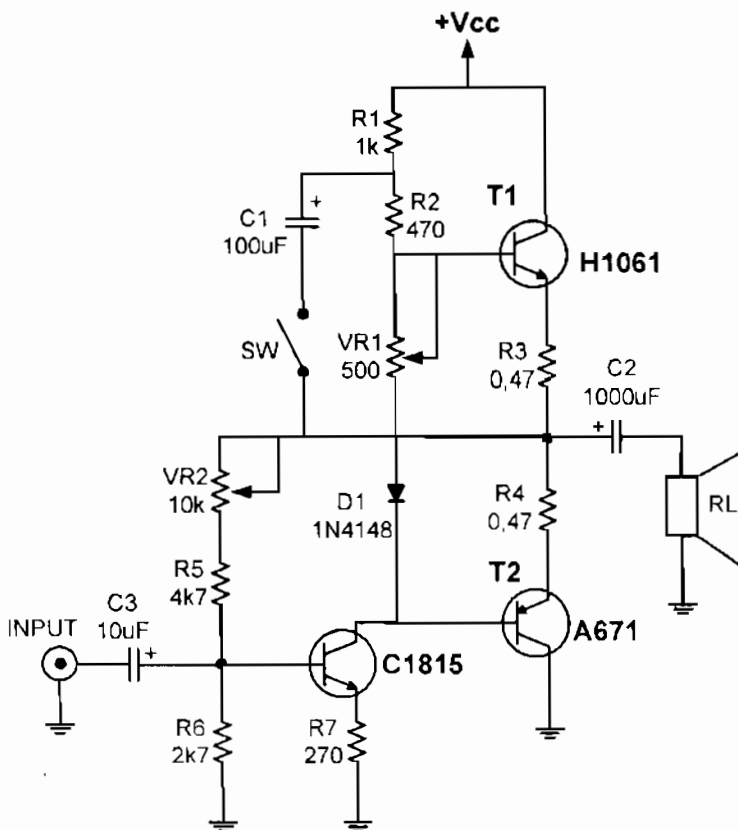 +Vcc
R1
1k
R2
470
C1
100uF
+
T1
H1061
SW
VR1
500
R3
0,47
C2
1000uF
+
VR2
10k
D1
1N4148
R4
0,47
RL
R5
4k7
T2
A671
INPUT
C3
10uF
+
C1815
R6
2k7
R7
270